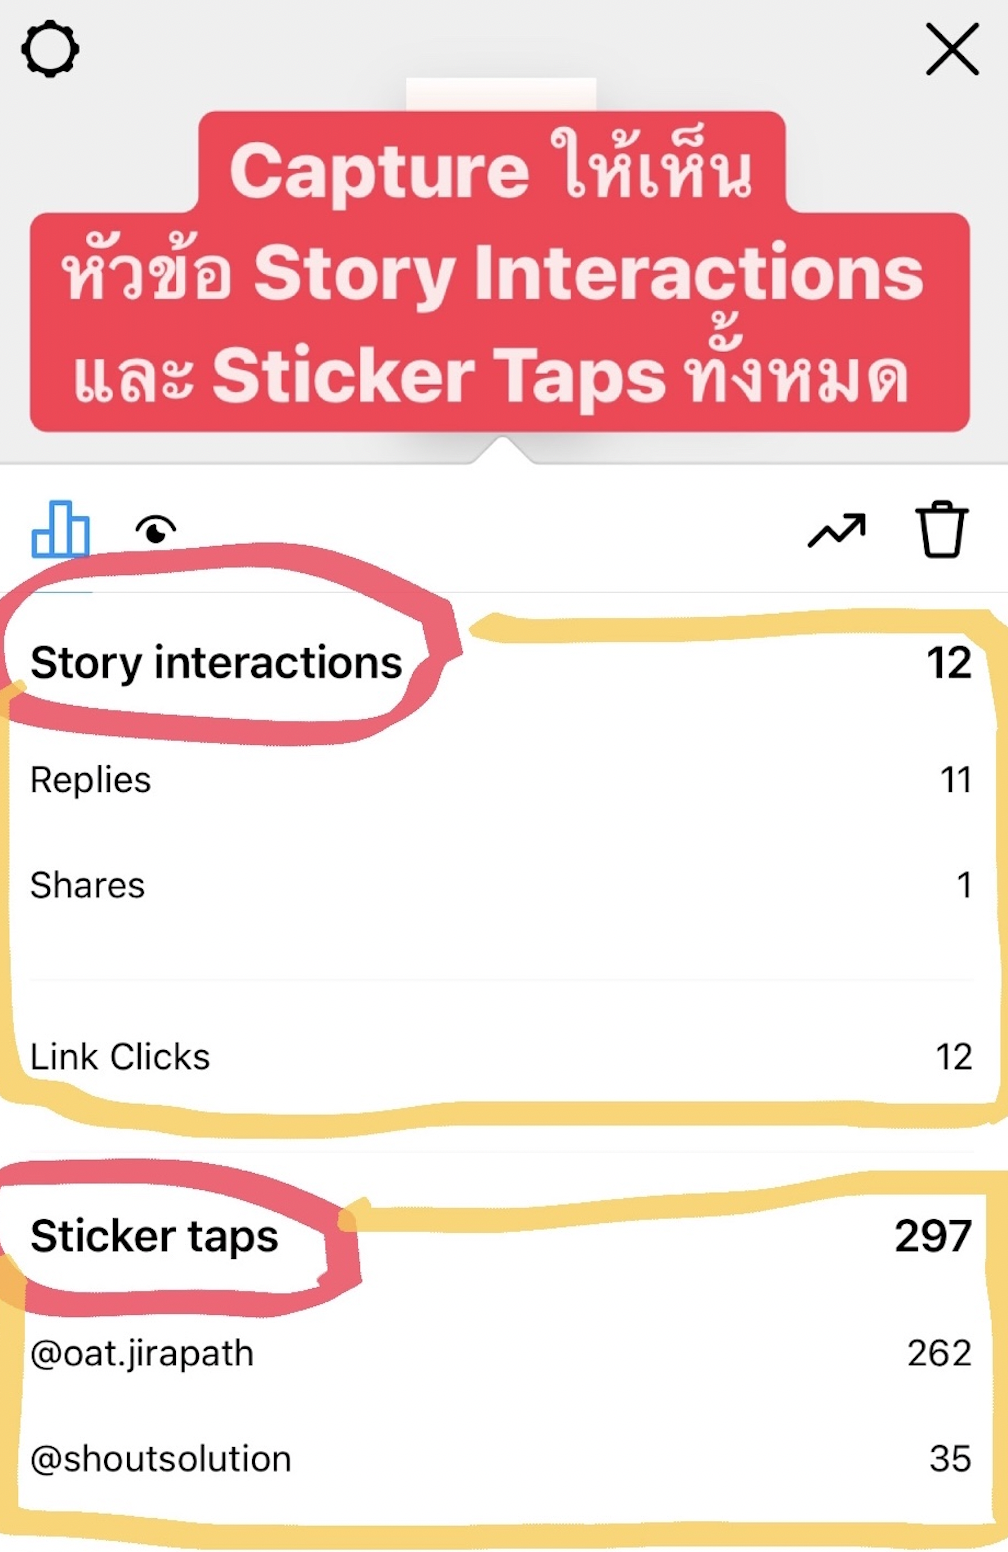 Capture ให้เห็น
หัวข้อ Story Interactions
และ Sticker Taps ทั้งหมด
Story interactions 12
Replies 11
Shares 1
Link Clicks 12
Sticker taps 297
@oat.jirapath 262
@shoutsolution 35